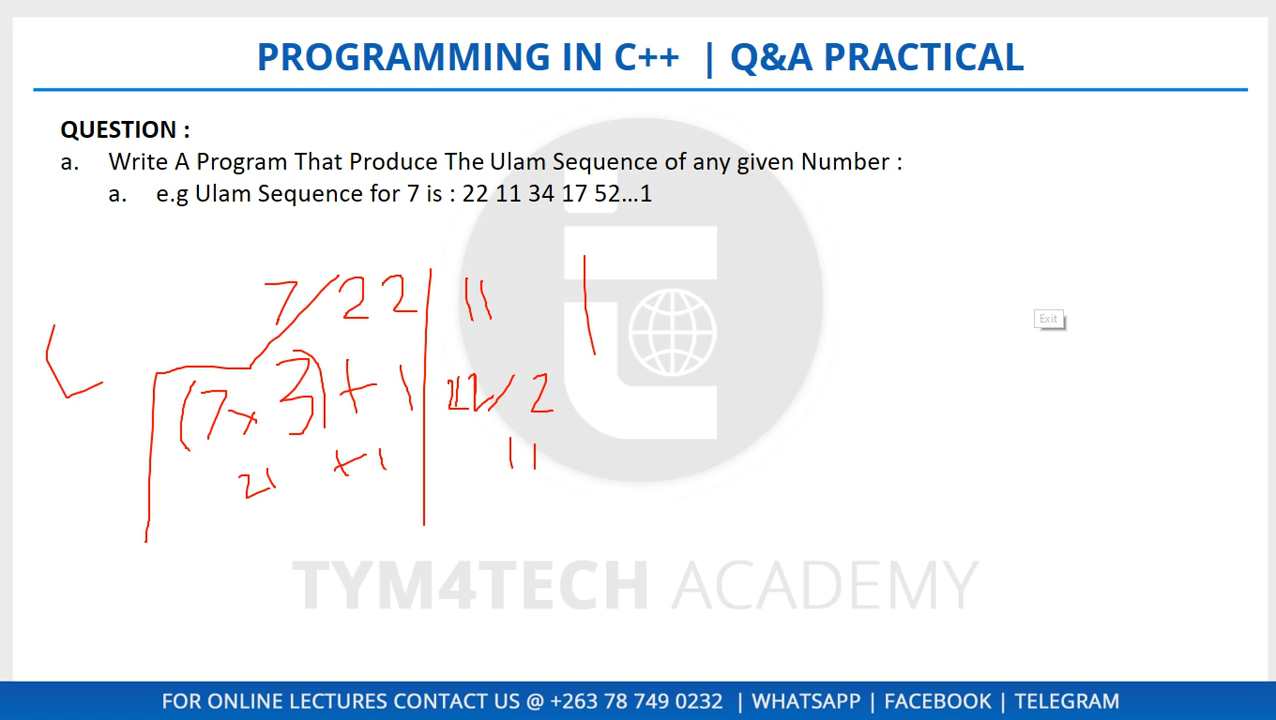 PROGRAMMING IN C++ | Q&A PRACTICAL
QUESTION :
a. Write A Program That Produce The Ulam Sequence of any given Number :
a. e.g Ulam Sequence for 7 is : 22 11 34 17 52...1
7/22 | 11 |
(7x3)+1 | 22/2
21 +1 | 11
Exit
TYM4TECH ACADEMY
FOR ONLINE LECTURES CONTACT US @ +263 78 749 0232 | WHATSAPP | FACEBOOK | TELEGRAM